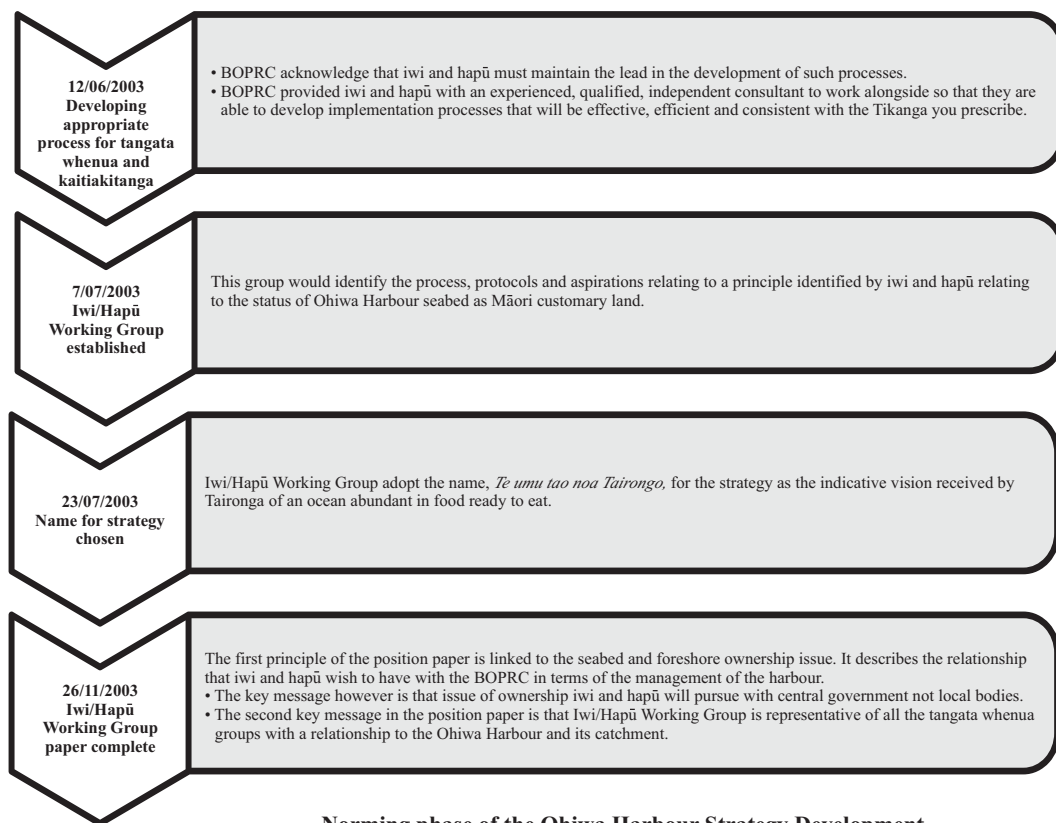 12/06/2003
Developing
appropriate
process for tangata
whenua and
kaitiakitanga
• BOPRC acknowledge that iwi and hapū must maintain the lead in the development of such processes.
• BOPRC provided iwi and hapū with an experienced, qualified, independent consultant to work alongside so that they are
able to develop implementation processes that will be effective, efficient and consistent with the Tikanga you prescribe.
7/07/2003
Iwi/Hapū
Working Group
established
This group would identify the process, protocols and aspirations relating to a principle identified by iwi and hapū relating
to the status of Ohiwa Harbour seabed as Māori customary land.
23/07/2003
Name for strategy
chosen
Iwi/Hapū Working Group adopt the name, Te umu tao noa Tairongo, for the strategy as the indicative vision received by
Taironga of an ocean abundant in food ready to eat.
26/11/2003
Iwi/Hapū
Working Group
paper complete
The first principle of the position paper is linked to the seabed and foreshore ownership issue. It describes the relationship
that iwi and hapū wish to have with the BOPRC in terms of the management of the harbour.
• The key message however is that issue of ownership iwi and hapū will pursue with central government not local bodies.
• The second key message in the position paper is that Iwi/Hapū Working Group is representative of all the tangata whenua
groups with a relationship to the Ohiwa Harbour and its catchment.
Norming phase of the Ohiwa Harbour Strategy Development